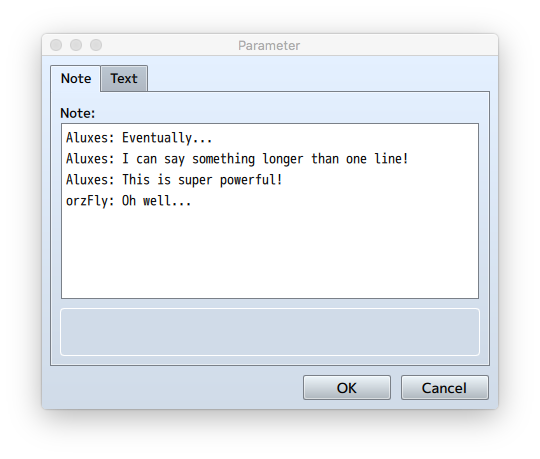 Parameter
Note
Text
Note:
Aluxes: Eventually...
Aluxes: I can say something longer than one line!
Aluxes: This is super powerful!
orzFly: Oh well...
OK
Cancel